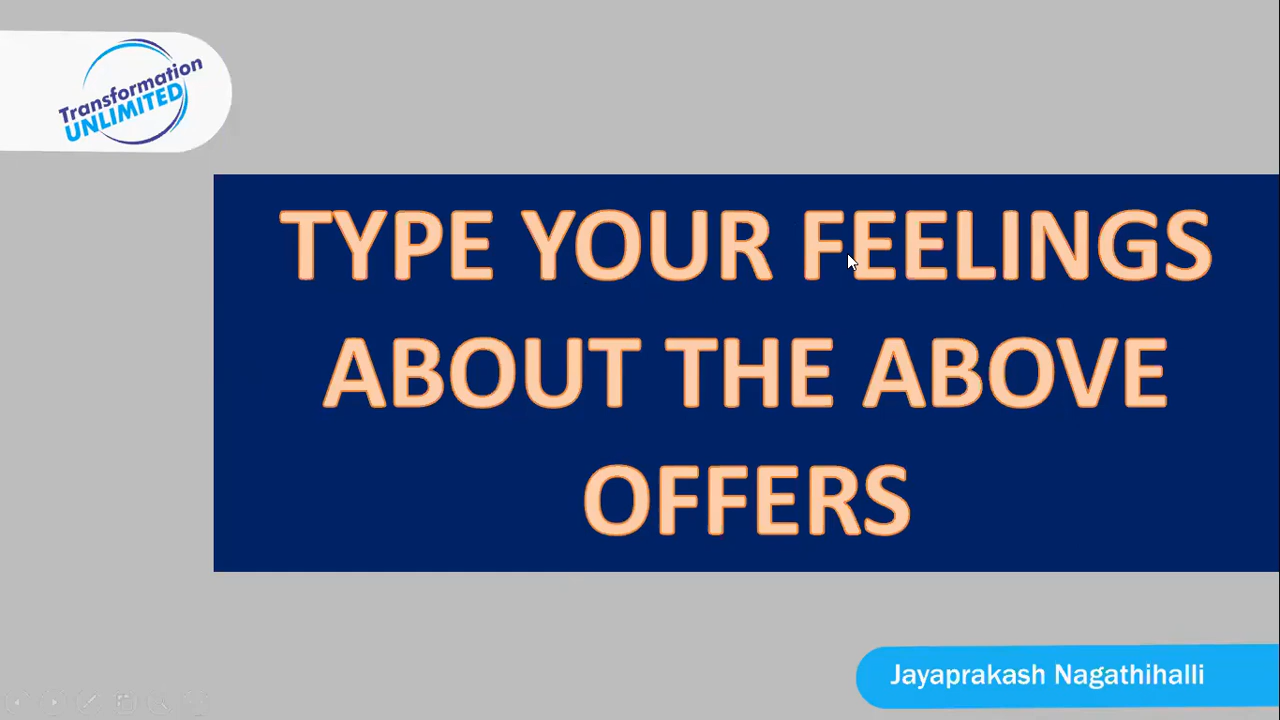 Transformation
UNLIMITED
TYPE YOUR FEELINGS
ABOUT THE ABOVE
OFFERS
Jayaprakash Nagathihalli